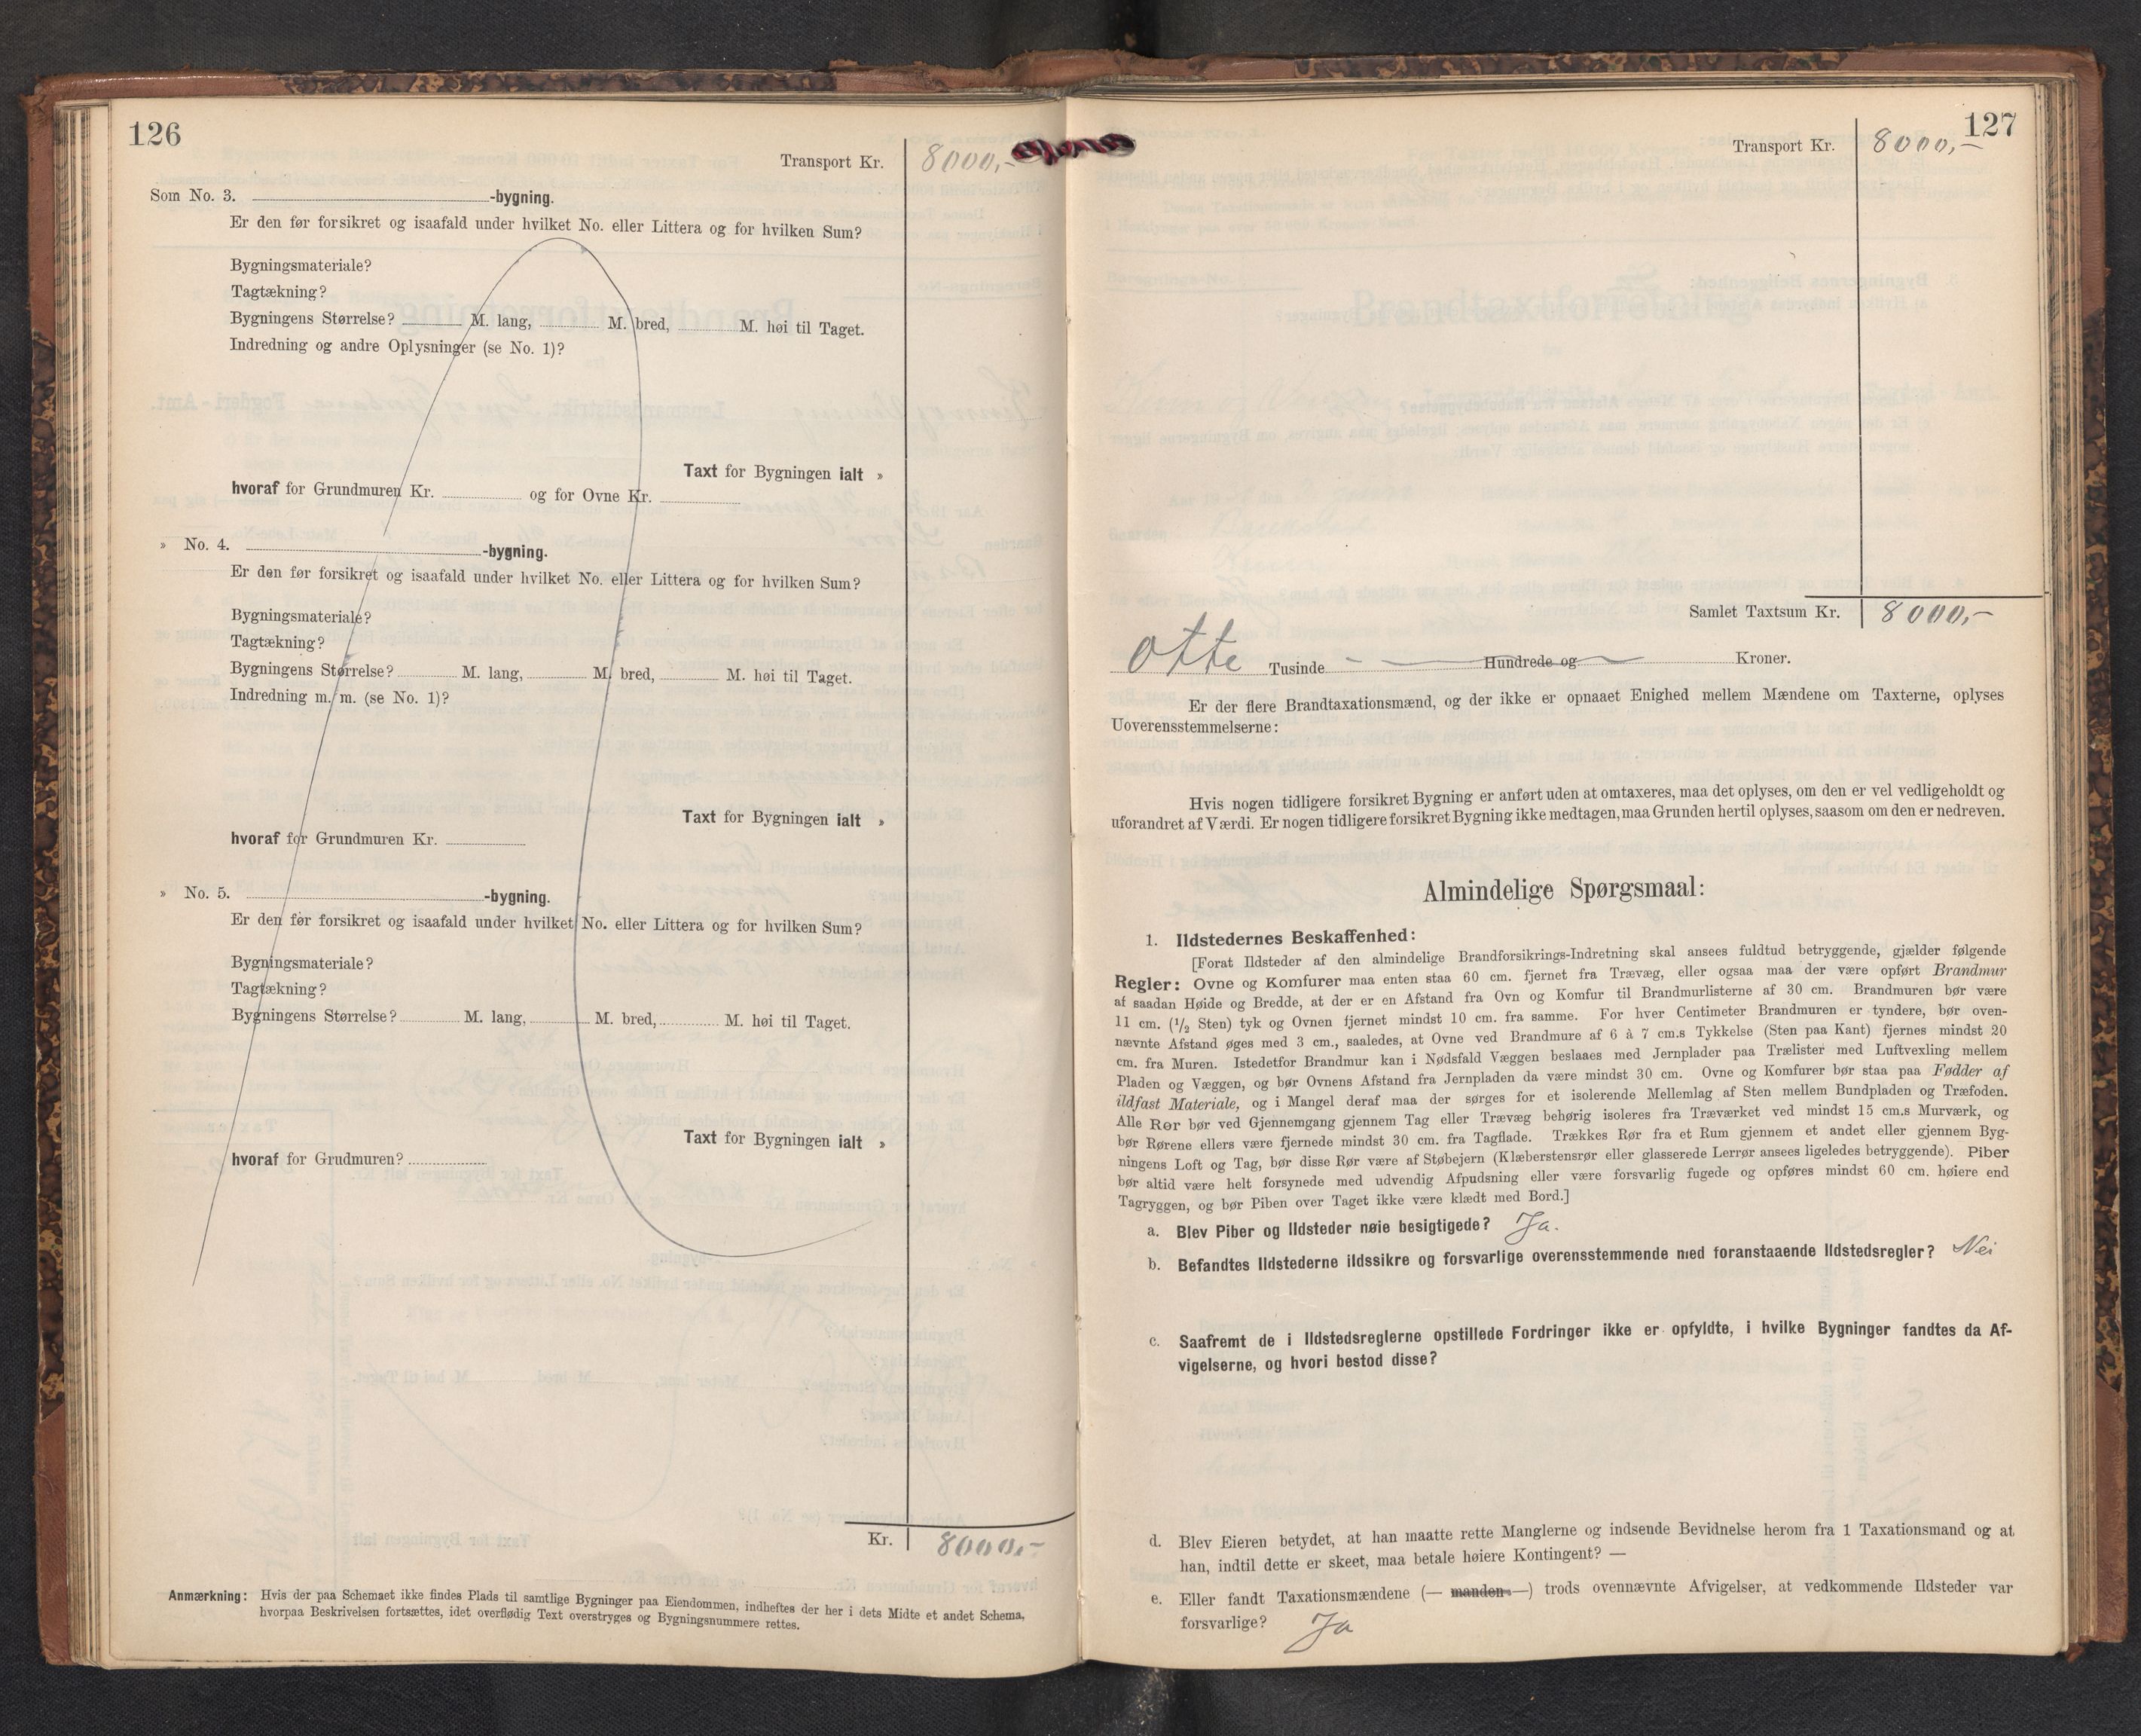 126
Transport Kr. 8000,-
Som No. 3. -bygning.
Er den før forsikret og isaafald under hvilket No. eller Littera og for hvilken Sum?
Bygningsmateriale?
Tagtækning?
Bygningens Størrelse? M. lang, M. bred, M. høi til Taget.
Indredning og andre Oplysninger (se No. 1)?
Taxt for Bygningen ialt »
hvoraf for Grundmuren Kr. og for Ovne Kr.
» No. 4. -bygning.
Er den før forsikret og isaafald under hvilket No. eller Littera og for hvilken Sum?
Bygningsmateriale?
Tagtækning?
Bygningens Størrelse? M. lang, M. bred, M. høi til Taget.
Indredning m. m. (se No. 1)?
Taxt for Bygningen ialt »
hvoraf for Grundmuren Kr.
» No. 5. -bygning.
Er den før forsikret og isaafald under hvilket No. eller Littera og for hvilken Sum?
Bygningsmateriale?
Tagtækning?
Bygningens Størrelse? M. lang, M. bred, M. høi til Taget.
Taxt for Bygningen ialt »
hvoraf for Grudmuren?
Kr. 8000,-
Anmærkning: Hvis der paa Schemaet ikke findes Plads til samtlige Bygninger paa Eiendommen, indheftes der her i dets Midte et andet Schema,
hvorpaa Beskrivelsen fortsættes, idet overflødig Text overstryges og Bygningsnummere rettes.
127
Transport Kr. 8000,-
Samlet Taxtsum Kr. 8000,-
Otte Tusinde - Hundrede og Kroner.
Er der flere Brandtaxationsmænd, og der ikke er opnaaet Enighed mellem Mændene om Taxterne, oplyses
Uoverensstemmelserne:
Hvis nogen tidligere forsikret Bygning er anført uden at omtaxeres, maa det oplyses, om den er vel vedligeholdt og
uforandret af Værdi. Er nogen tidligere forsikret Bygning ikke medtagen, maa Grunden hertil oplyses, saasom om den er nedreven.
Almindelige Spørgsmaal:
1. Ildstedernes Beskaffenhed:
[Forat Ildsteder af den almindelige Brandforsikrings-Indretning skal ansees fuldtud betryggende, gjælder følgende
Regler: Ovne og Komfurer maa enten staa 60 cm. fjernet fra Trævæg, eller ogsaa maa der være opført Brandmur
af saadan Høide og Bredde, at der er en Afstand fra Ovn og Komfur til Brandmurlisterne af 30 cm. Brandmuren bør være
11 cm. (1/2 Sten) tyk og Ovnen fjernet mindst 10 cm. fra samme. For hver Centimeter Brandmuren er tyndere, bør oven-
nævnte Afstand øges med 3 cm., saaledes, at Ovne ved Brandmure af 6 à 7 cm.s Tykkelse (Sten paa Kant) fjernes mindst 20
cm. fra Muren. Istedetfor Brandmur kan i Nødsfald Væggen beslaaes med Jernplader paa Trælister med Luftvexling mellem
Pladen og Væggen, og bør Ovnens Afstand fra Jernpladen da være mindst 30 cm. Ovne og Komfurer bør staa paa Fødder af
ildfast Materiale, og i Mangel deraf maa der sørges for et isolerende Mellemlag af Sten mellem Bundpladen og Træfoden.
Alle Rør bør ved Gjennemgang gjennem Tag eller Trævæg behørig isoleres fra Træværket ved mindst 15 cm.s Murværk, og
bør Rørene ellers være fjernede mindst 30 cm. fra Tagflade. Trækkes Rør fra et Rum gjennem et andet eller gjennem Byg-
ningens Loft og Tag, bør disse Rør være af Støbejern (Klæberstensrør eller glasserede Lerrør ansees ligeledes betryggende). Piber
bør altid være helt forsynede med udvendig Afpudsning eller være forsvarlig fugede og opføres mindst 60 cm. høiere end
Tagryggen, og bør Piben over Taget ikke være klædt med Bord.]
a. Blev Piber og Ildsteder nøie besigtigede? Ja.
b. Befandtes Ildstederne ildssikre og forsvarlige overensstemmende med foranstaaende Ildstedsregler? Nei
c. Saafremt de i Ildstedsreglerne opstillede Fordringer ikke er opfyldte, i hvilke Bygninger fandtes da Af-
vigelserne, og hvori bestod disse?
d. Blev Eieren betydet, at han maatte rette Manglerne og indsende Bevidnelse herom fra 1 Taxationsmand og at
han, indtil dette er skeet, maa betale høiere Kontingent? —
e. Eller fandt Taxationsmændene (— manden —) trods ovennævnte Afvigelser, at vedkommende Ildsteder var
forsvarlige? Ja